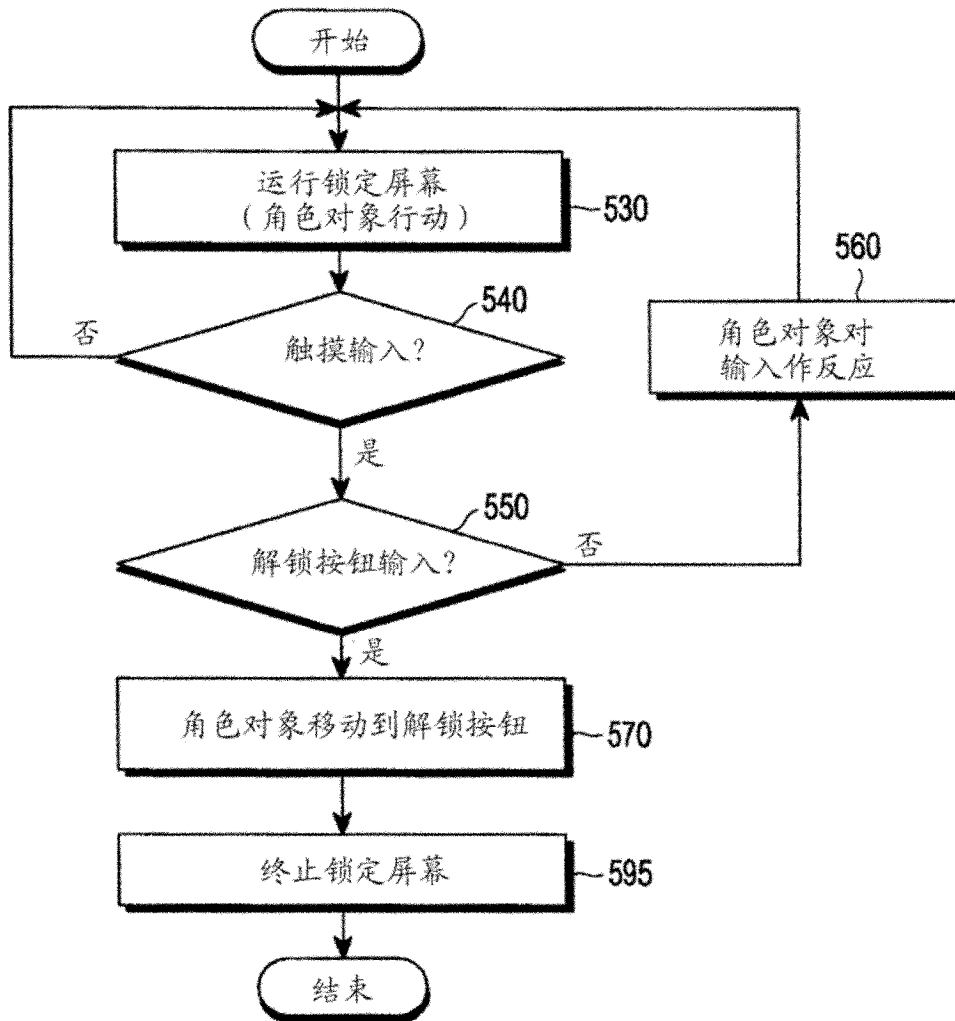 开始
运行锁定屏幕
(角色对象行动)
530
540
触摸输入?
否
560
角色对象对
输入作反应
是
550
解锁按钮输入?
否
是
角色对象移动到解锁按钮
570
终止锁定屏幕
595
结束